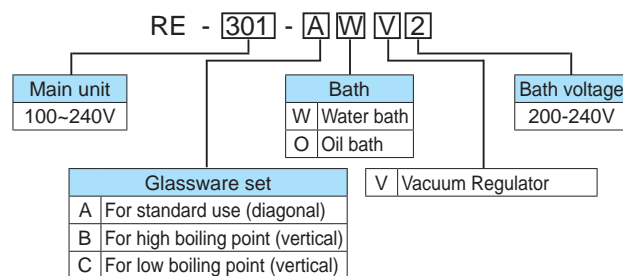 RE - 301 - A W V 2
Main unit
100~240V
Bath
W Water bath
O Oil bath
Bath voltage
200-240V
Glassware set
A For standard use (diagonal)
B For high boiling point (vertical)
C For low boiling point (vertical)
V Vacuum Regulator